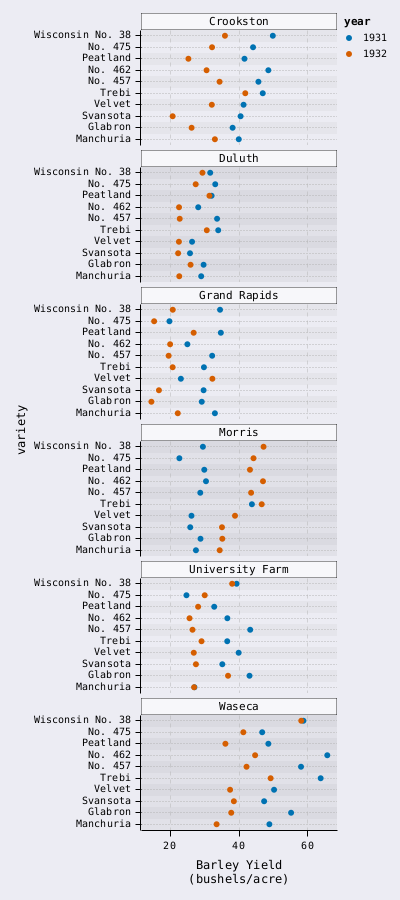 Crookston
year
1931
1932
Wisconsin No. 38
No. 475
Peatland
No. 462
No. 457
Trebi
Velvet
Svansota
Glabron
Manchuria
Duluth
Wisconsin No. 38
No. 475
Peatland
No. 462
No. 457
Trebi
Velvet
Svansota
Glabron
Manchuria
Grand Rapids
Wisconsin No. 38
No. 475
Peatland
No. 462
No. 457
Trebi
Velvet
Svansota
Glabron
Manchuria
variety
Morris
Wisconsin No. 38
No. 475
Peatland
No. 462
No. 457
Trebi
Velvet
Svansota
Glabron
Manchuria
University Farm
Wisconsin No. 38
No. 475
Peatland
No. 462
No. 457
Trebi
Velvet
Svansota
Glabron
Manchuria
Waseca
Wisconsin No. 38
No. 475
Peatland
No. 462
No. 457
Trebi
Velvet
Svansota
Glabron
Manchuria
20 40 60
Barley Yield
(bushels/acre)